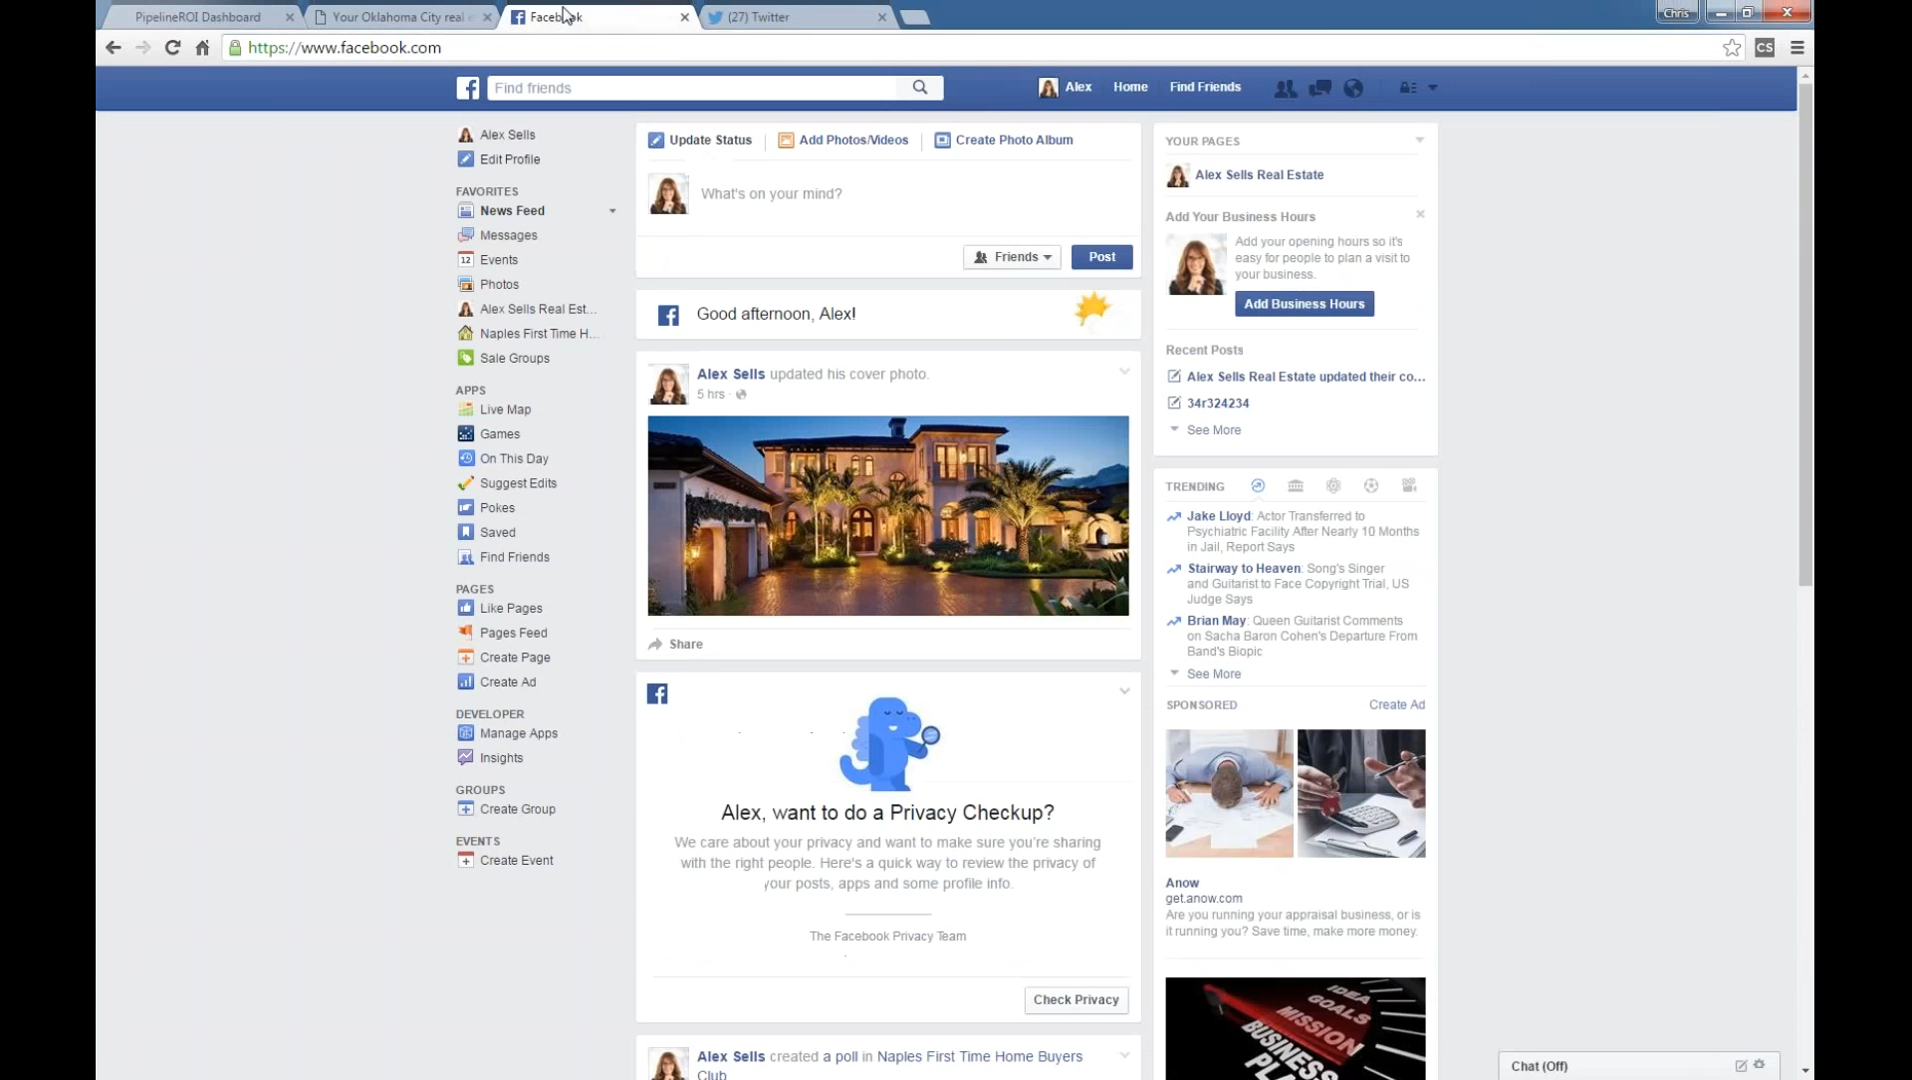 PipelineROI Dashboard
Your Oklahoma City real e
Facebook
(27) Twitter
Chris
https://www.facebook.com
CS
Find friends
Alex
Home
Find Friends
Alex Sells
Edit Profile
FAVORITES
News Feed
Messages
12
Events
Photos
Alex Sells Real Est...
Naples First Time H...
Sale Groups
APPS
Live Map
Games
On This Day
Suggest Edits
Pokes
Saved
Find Friends
PAGES
Like Pages
Pages Feed
Create Page
Create Ad
DEVELOPER
Manage Apps
Insights
GROUPS
Create Group
EVENTS
Create Event
Update Status
Add Photos/Videos
Create Photo Album
What's on your mind?
Friends
Post
Good afternoon, Alex!
Alex Sells updated his cover photo.
5 hrs ·
Share
Alex, want to do a Privacy Checkup?
We care about your privacy and want to make sure you're sharing
with the right people. Here's a quick way to review the privacy of
your posts, apps and some profile info.
The Facebook Privacy Team
Check Privacy
Alex Sells created a poll in Naples First Time Home Buyers
Club
YOUR PAGES
Alex Sells Real Estate
Add Your Business Hours
Add your opening hours so it's
easy for people to plan a visit to
your business.
Add Business Hours
Recent Posts
Alex Sells Real Estate updated their co...
34r324234
See More
TRENDING
Jake Lloyd: Actor Transferred to
Psychiatric Facility After Nearly 10 Months
in Jail, Report Says
Stairway to Heaven: Song's Singer
and Guitarist to Face Copyright Trial, US
Judge Says
Brian May: Queen Guitarist Comments
on Sacha Baron Cohen's Departure From
Band's Biopic
See More
SPONSORED
Create Ad
Anow
get.anow.com
Are you running your appraisal business, or is
it running you? Save time, make more money.
IDEA
GOALS
MISSION
BUSINESS
PLAN
Chat (Off)